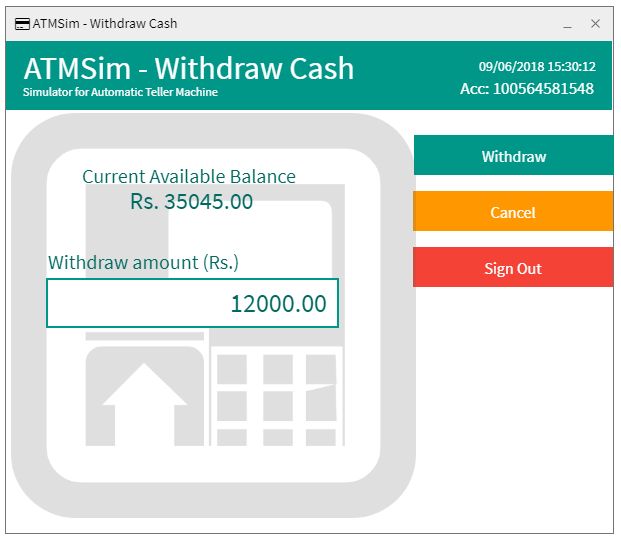 ATMSim - Withdraw Cash
ATMSim - Withdraw Cash
Simulator for Automatic Teller Machine
09/06/2018 15:30:12
Acc: 100564581548
Current Available Balance
Rs. 35045.00
Withdraw amount (Rs.)
12000.00
Withdraw
Cancel
Sign Out